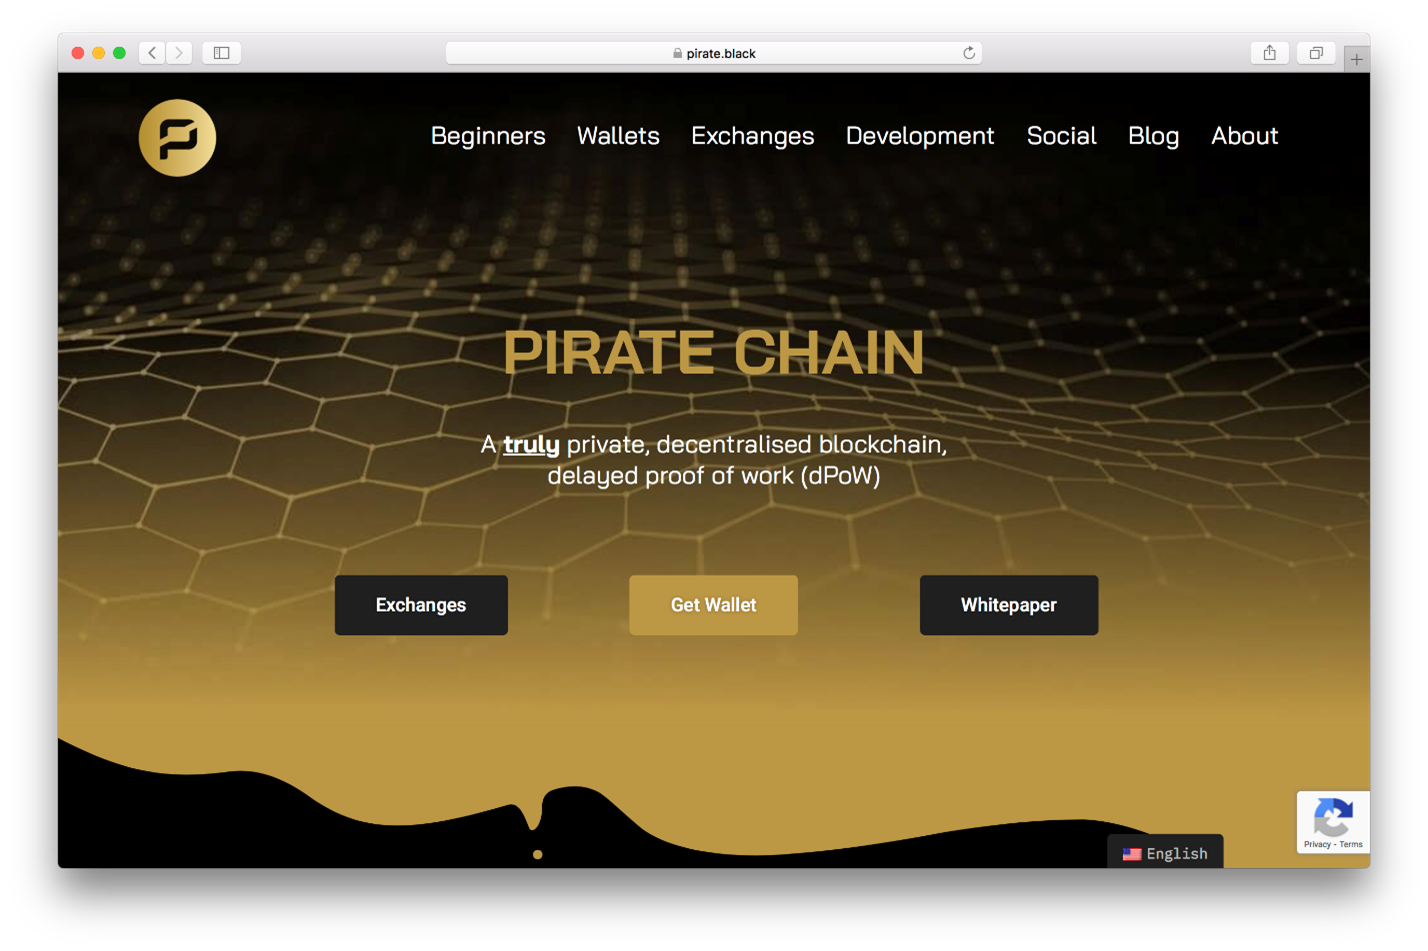 pirate.black
Beginners Wallets Exchanges Development Social Blog About
PIRATE CHAIN
A truly private, decentralised blockchain,
delayed proof of work (dPoW)
Exchanges Get Wallet Whitepaper
Privacy - Terms
English